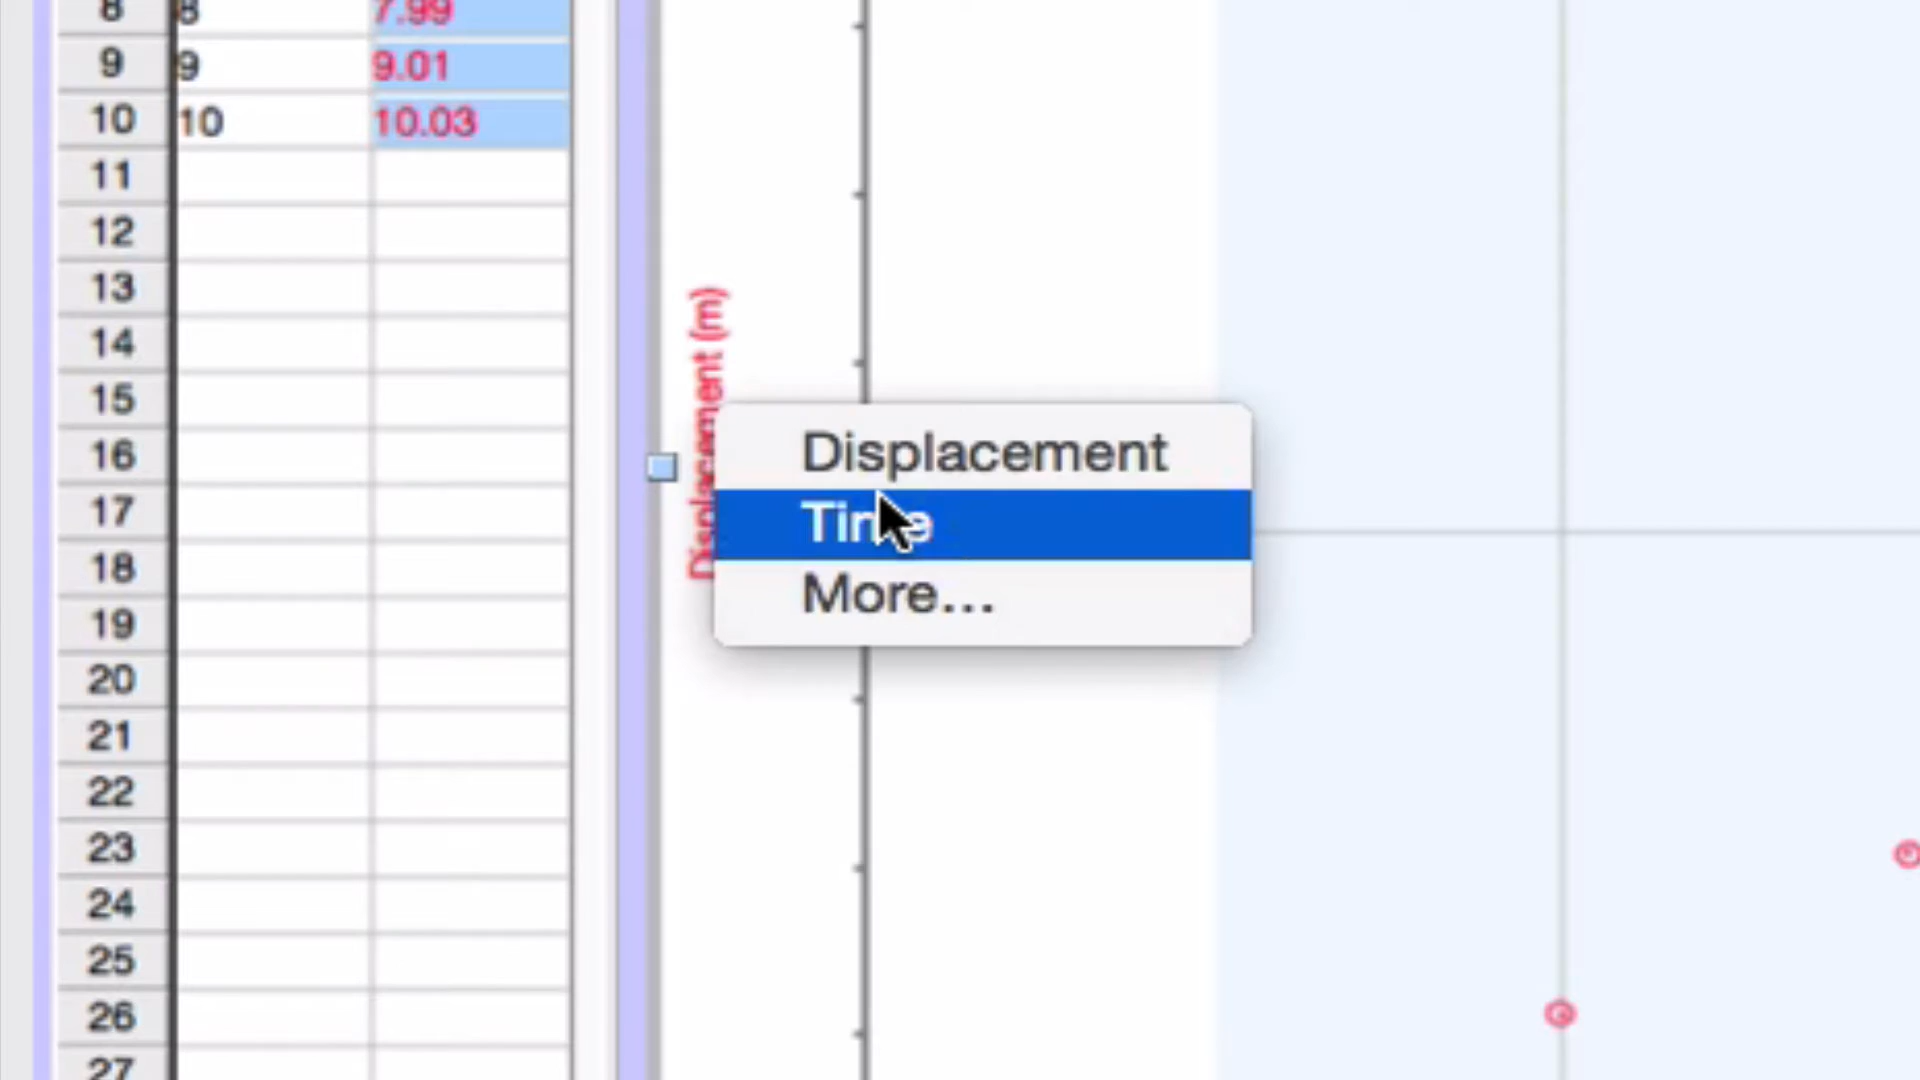 8 8 7.99
9 9 9.01
10 10 10.03
11
12
13
14
15
16
17
18
19
20
21
22
23
24
25
26
27
Displacement (m)
Displacement
Time
More...